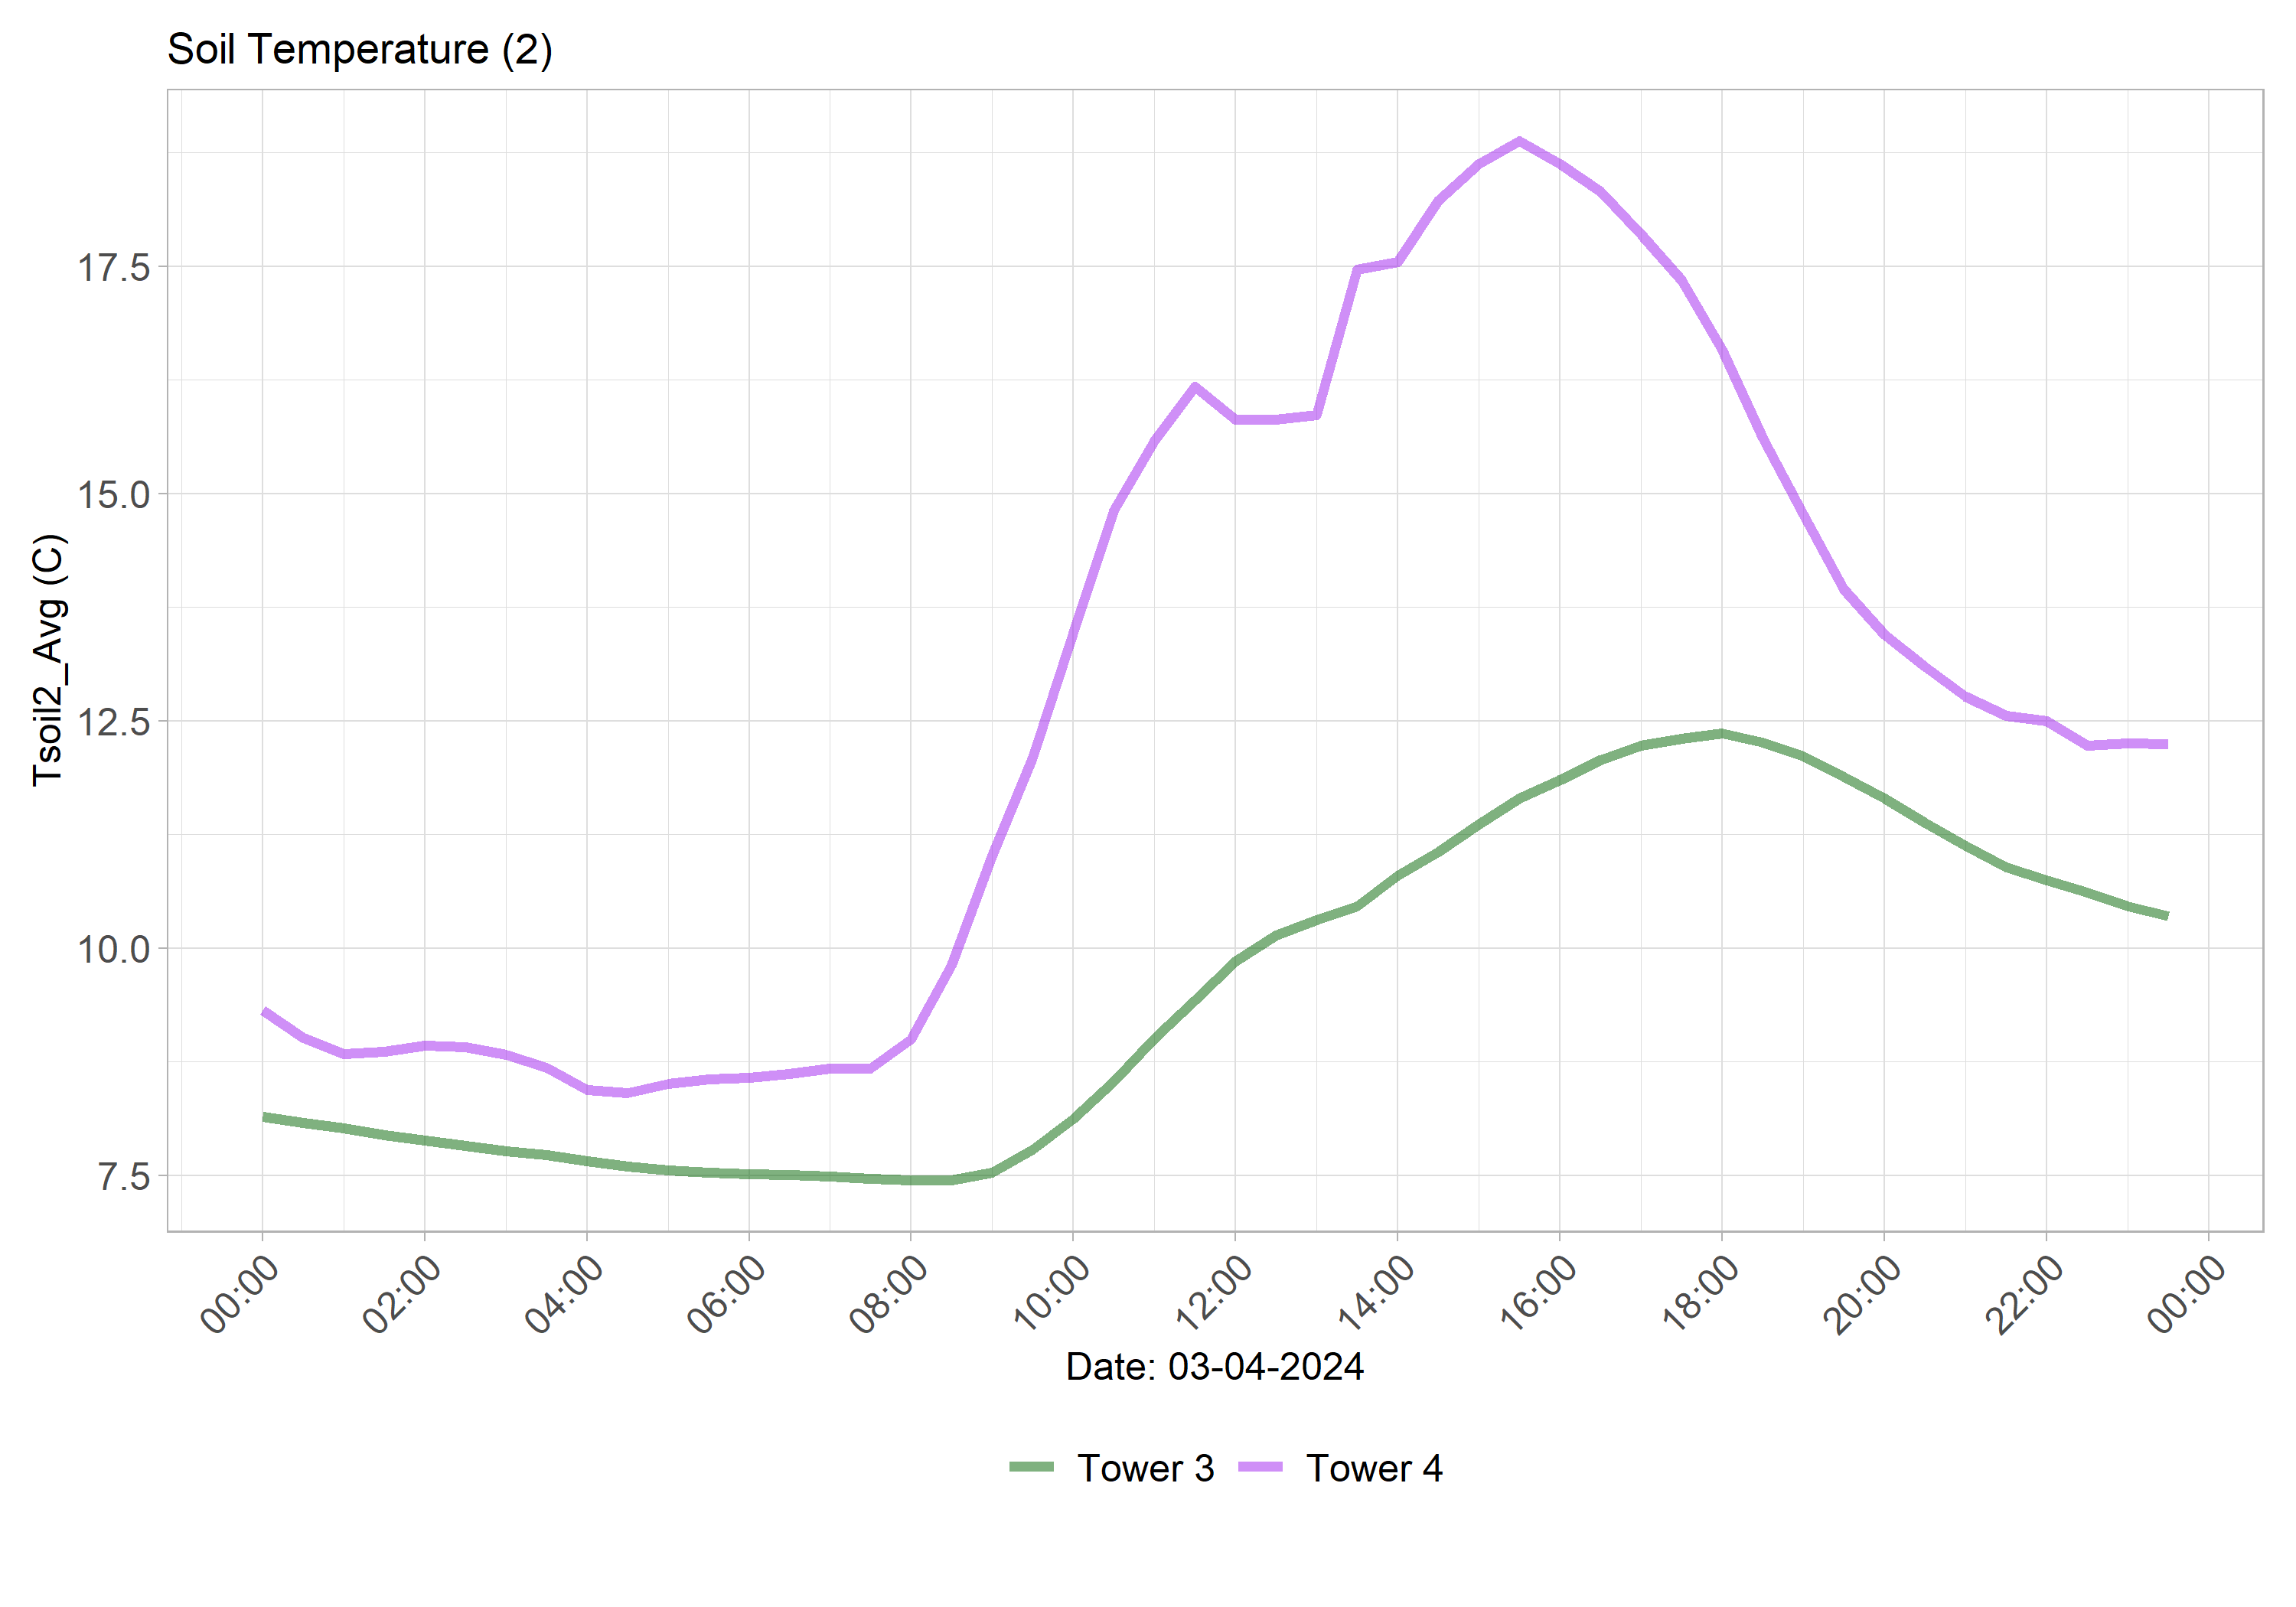 Soil Temperature (2)
Tsoil2_Avg (C)
17.5
15.0
12.5
10.0
7.5
00:00 02:00 04:00 06:00 08:00 10:00 12:00 14:00 16:00 18:00 20:00 22:00 00:00
Date: 03-04-2024
Tower 3 Tower 4